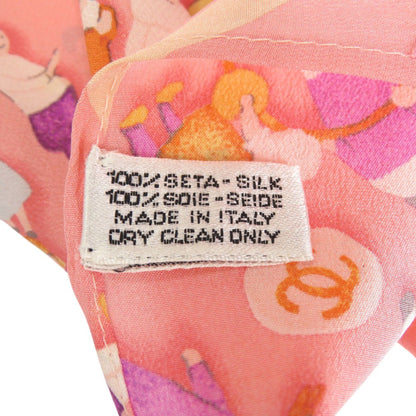 100% SETA - SILK
100% SOIE - SEIDE
MADE IN ITALY
DRY CLEAN ONLY